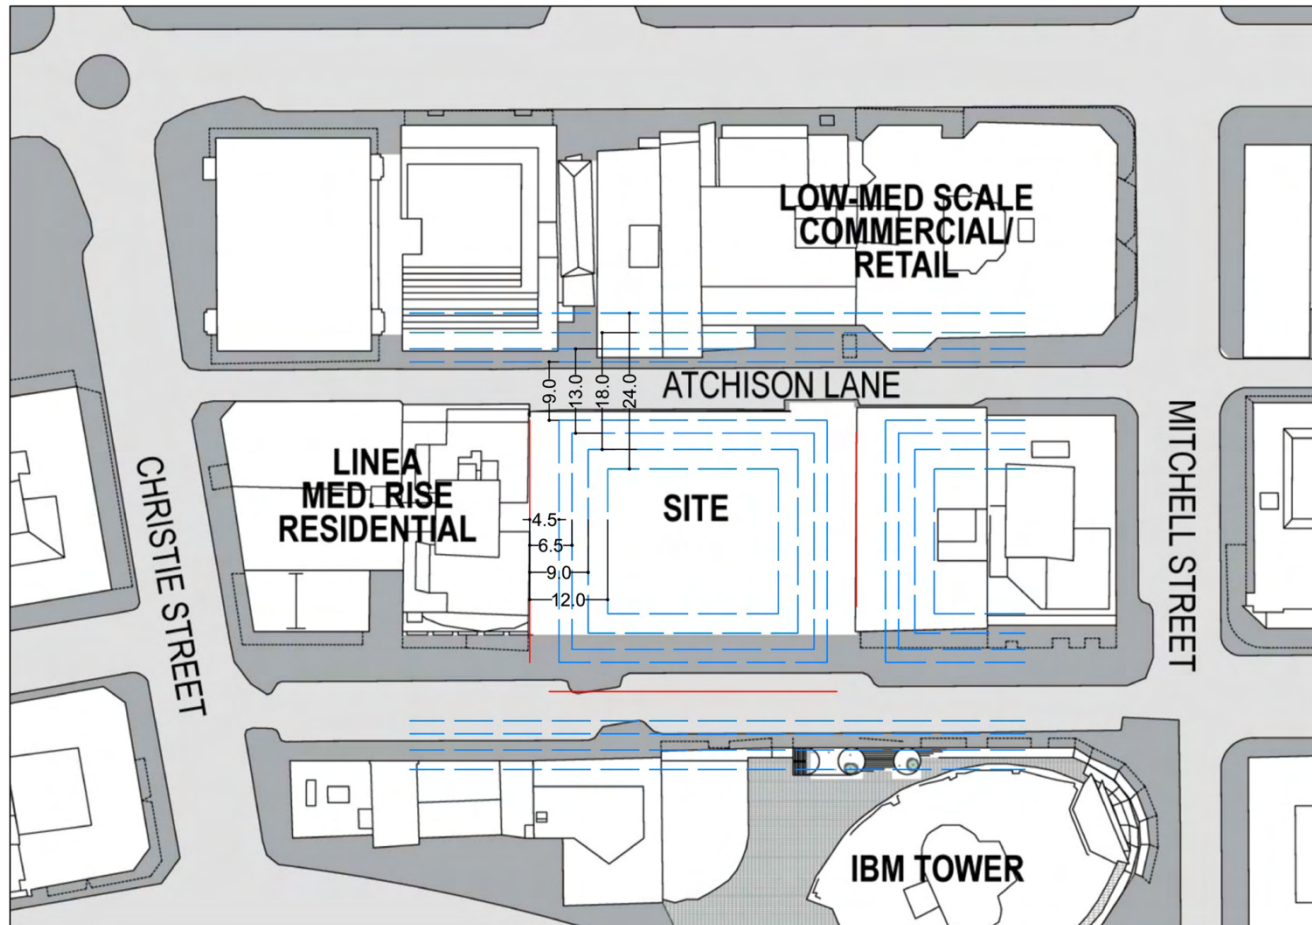 LOW-MED SCALE
COMMERCIAL/
RETAIL
9.0
13.0
18.0
24.0
ATCHISON LANE
MITCHELL STREET
CHRISTIE STREET
LINEA
MED. RISE
RESIDENTIAL
SITE
4.5
6.5
9.0
12.0
IBM TOWER